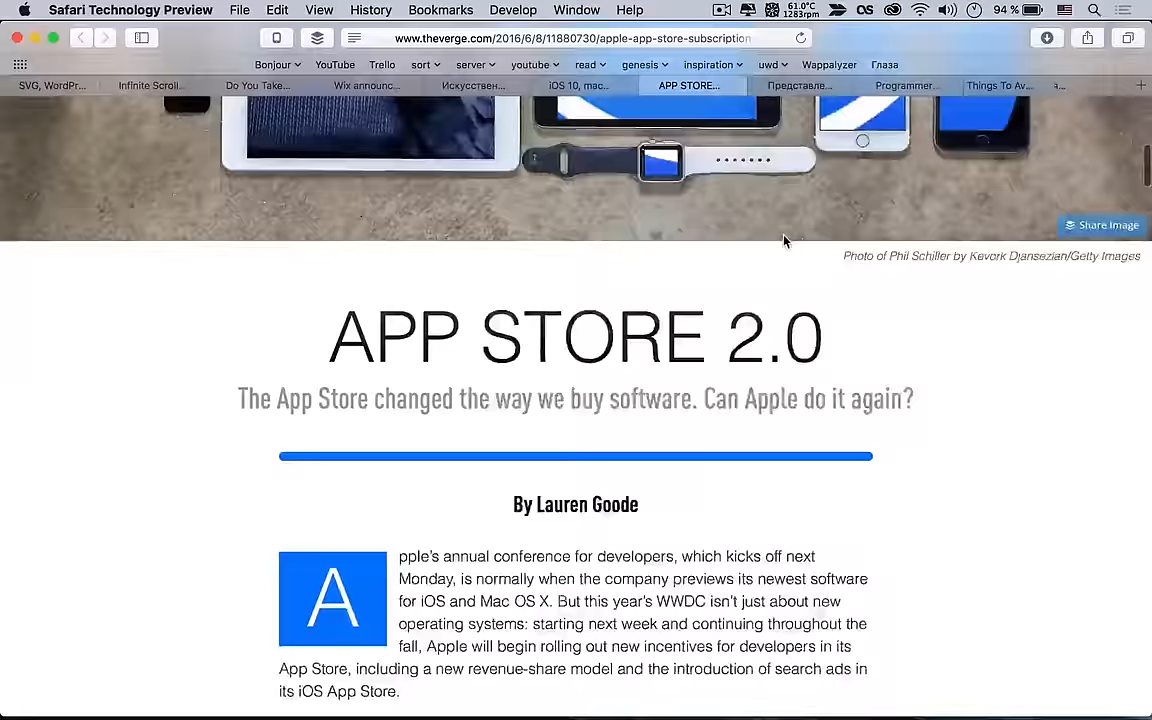 Safari Technology Preview File Edit View History Bookmarks Develop Window Help 61.0°C 1283rpm 94 %
www.theverge.com/2016/6/8/11880730/apple-app-store-subscription
Bonjour YouTube Trello sort server youtube read genesis inspiration uwd Wappalyzer Глаза
SVG, WordPr... Infinite Scroll... Do You Take... Wix announc... Искусствен... iOS 10, mac... APP STORE... Представле... Programmer... Things To Av... a...
Share Image
Photo of Phil Schiller by Kevork Djansezian/Getty Images
APP STORE 2.0
The App Store changed the way we buy software. Can Apple do it again?
By Lauren Goode
Apple's annual conference for developers, which kicks off next
Monday, is normally when the company previews its newest software
for iOS and Mac OS X. But this year's WWDC isn't just about new
operating systems: starting next week and continuing throughout the
fall, Apple will begin rolling out new incentives for developers in its
App Store, including a new revenue-share model and the introduction of search ads in
its iOS App Store.